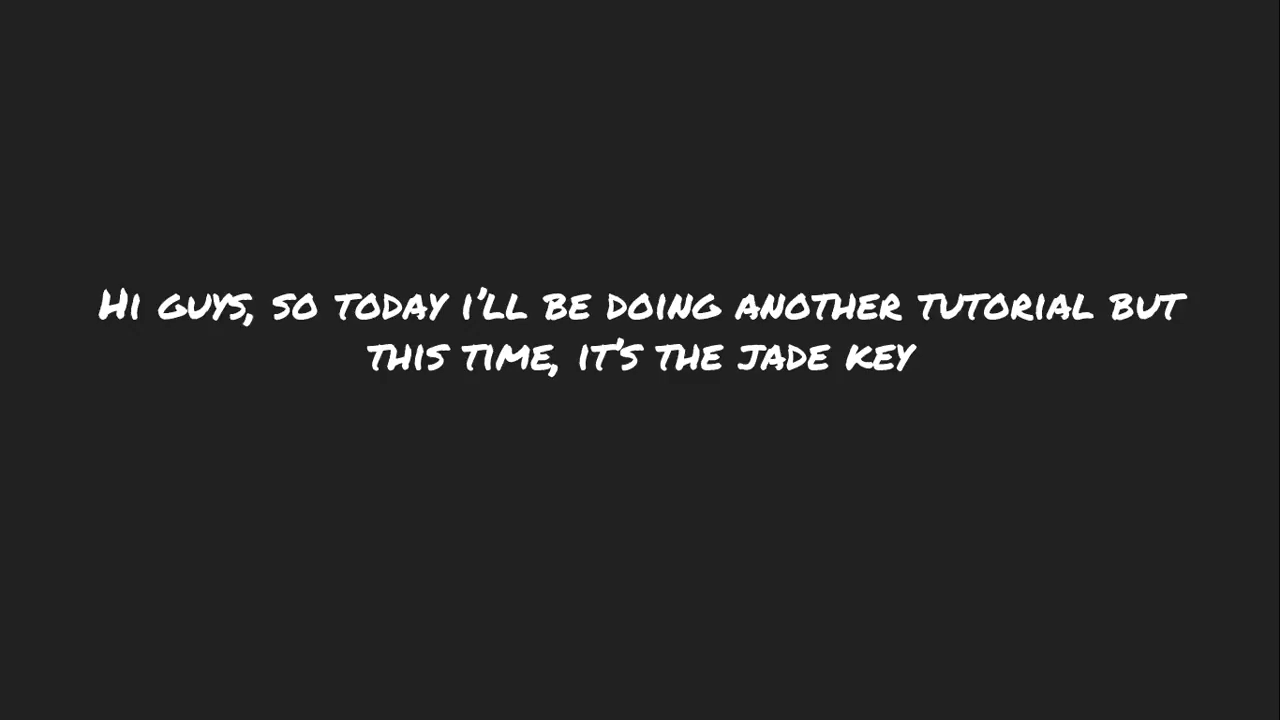 Hi guys, so today i'll be doing another tutorial but
this time, it's the jade key